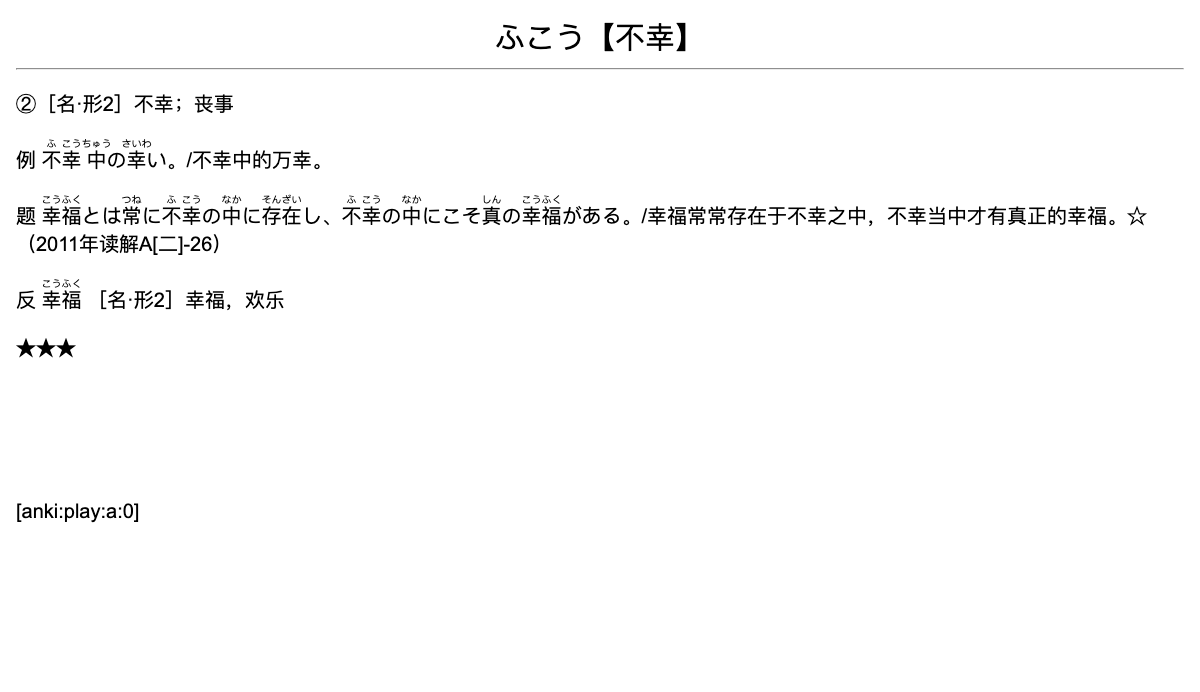 ふこう【不幸】
②［名·形2］不幸；丧事
例 不幸中の幸い。/不幸中的万幸。
题 幸福とは常に不幸の中に存在し、不幸の中にこそ真の幸福がある。/幸福常常存在于不幸之中，不幸当中才有真正的幸福。☆
（2011年读解A[二]-26）
反 幸福 ［名·形2］幸福，欢乐
★★★
[anki:play:a:0]